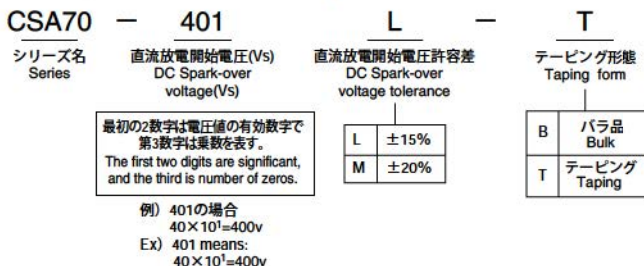 CSA70 － 401 L － T
シリーズ名
Series
直流放電開始電圧(Vs)
DC Spark-over
voltage(Vs)
直流放電開始電圧許容差
DC Spark-over
voltage tolerance
テーピング形態
Taping form
最初の2数字は電圧値の有効数字で
第3数字は乗数を表す。
The first two digits are significant,
and the third is number of zeros.
例）401の場合
40×10¹=400v
Ex) 401 means:
40×10¹=400v
L ±15%
M ±20%
B バラ品
Bulk
T テーピング
Taping